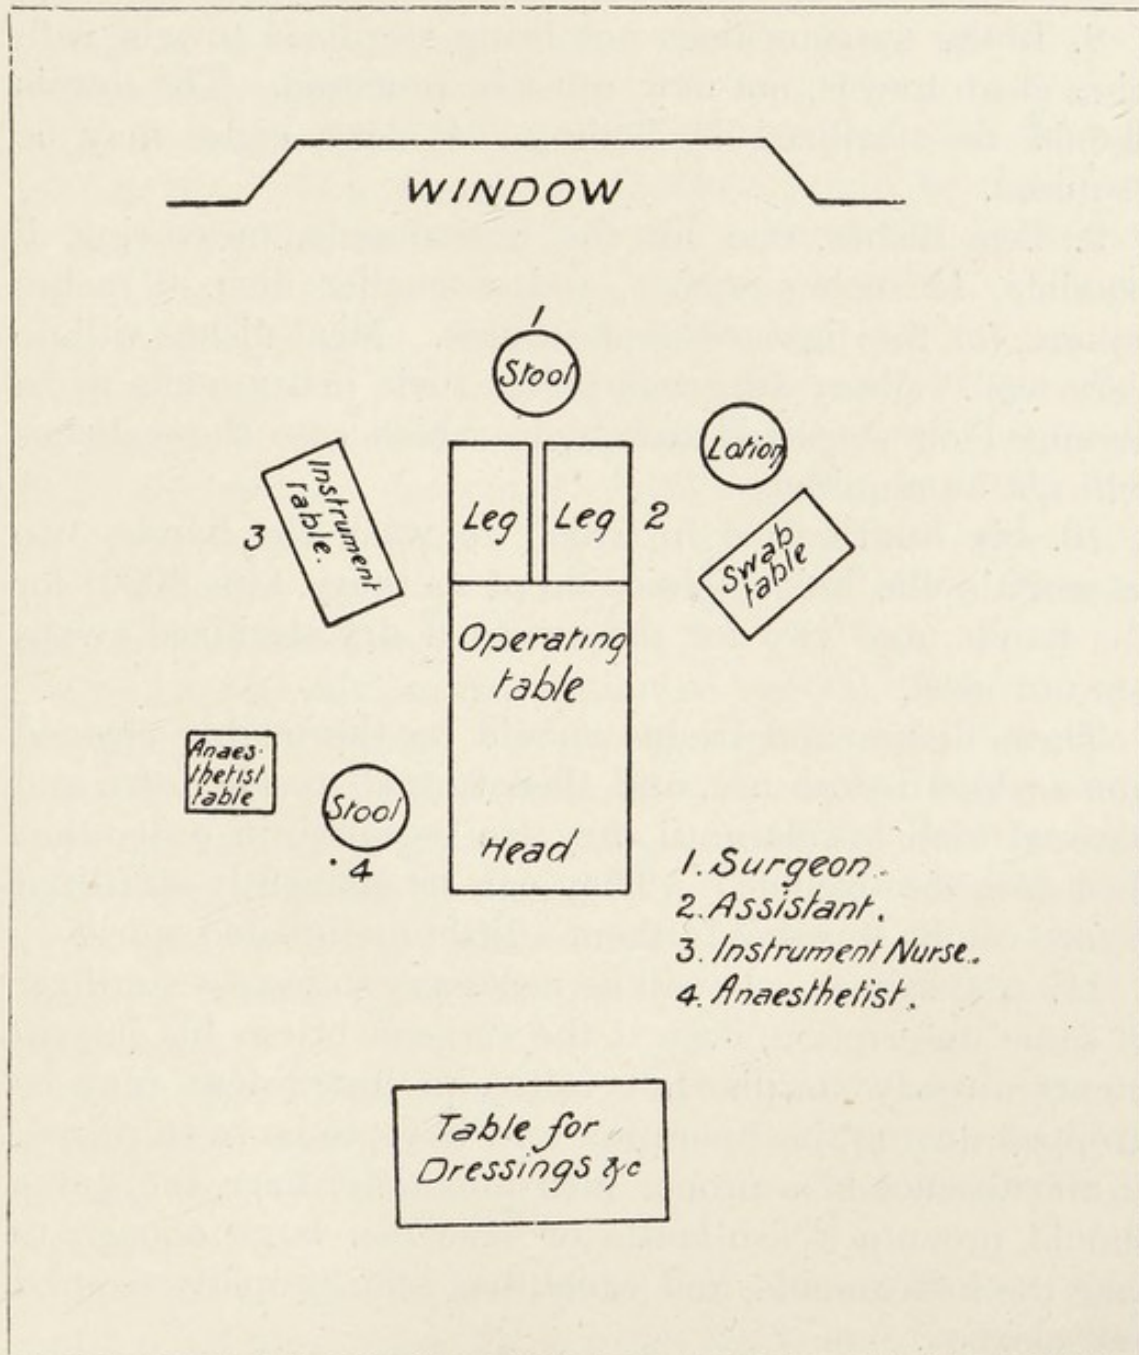 WINDOW
1
Stool
Lotion
Instrument
Table.
3
Leg
Leg
2
Swab
table
Operating
table
Anaes-
thetist
table
Stool
4
Head
1. Surgeon.
2. Assistant.
3. Instrument Nurse.
4. Anaesthetist.
Table for
Dressings &c